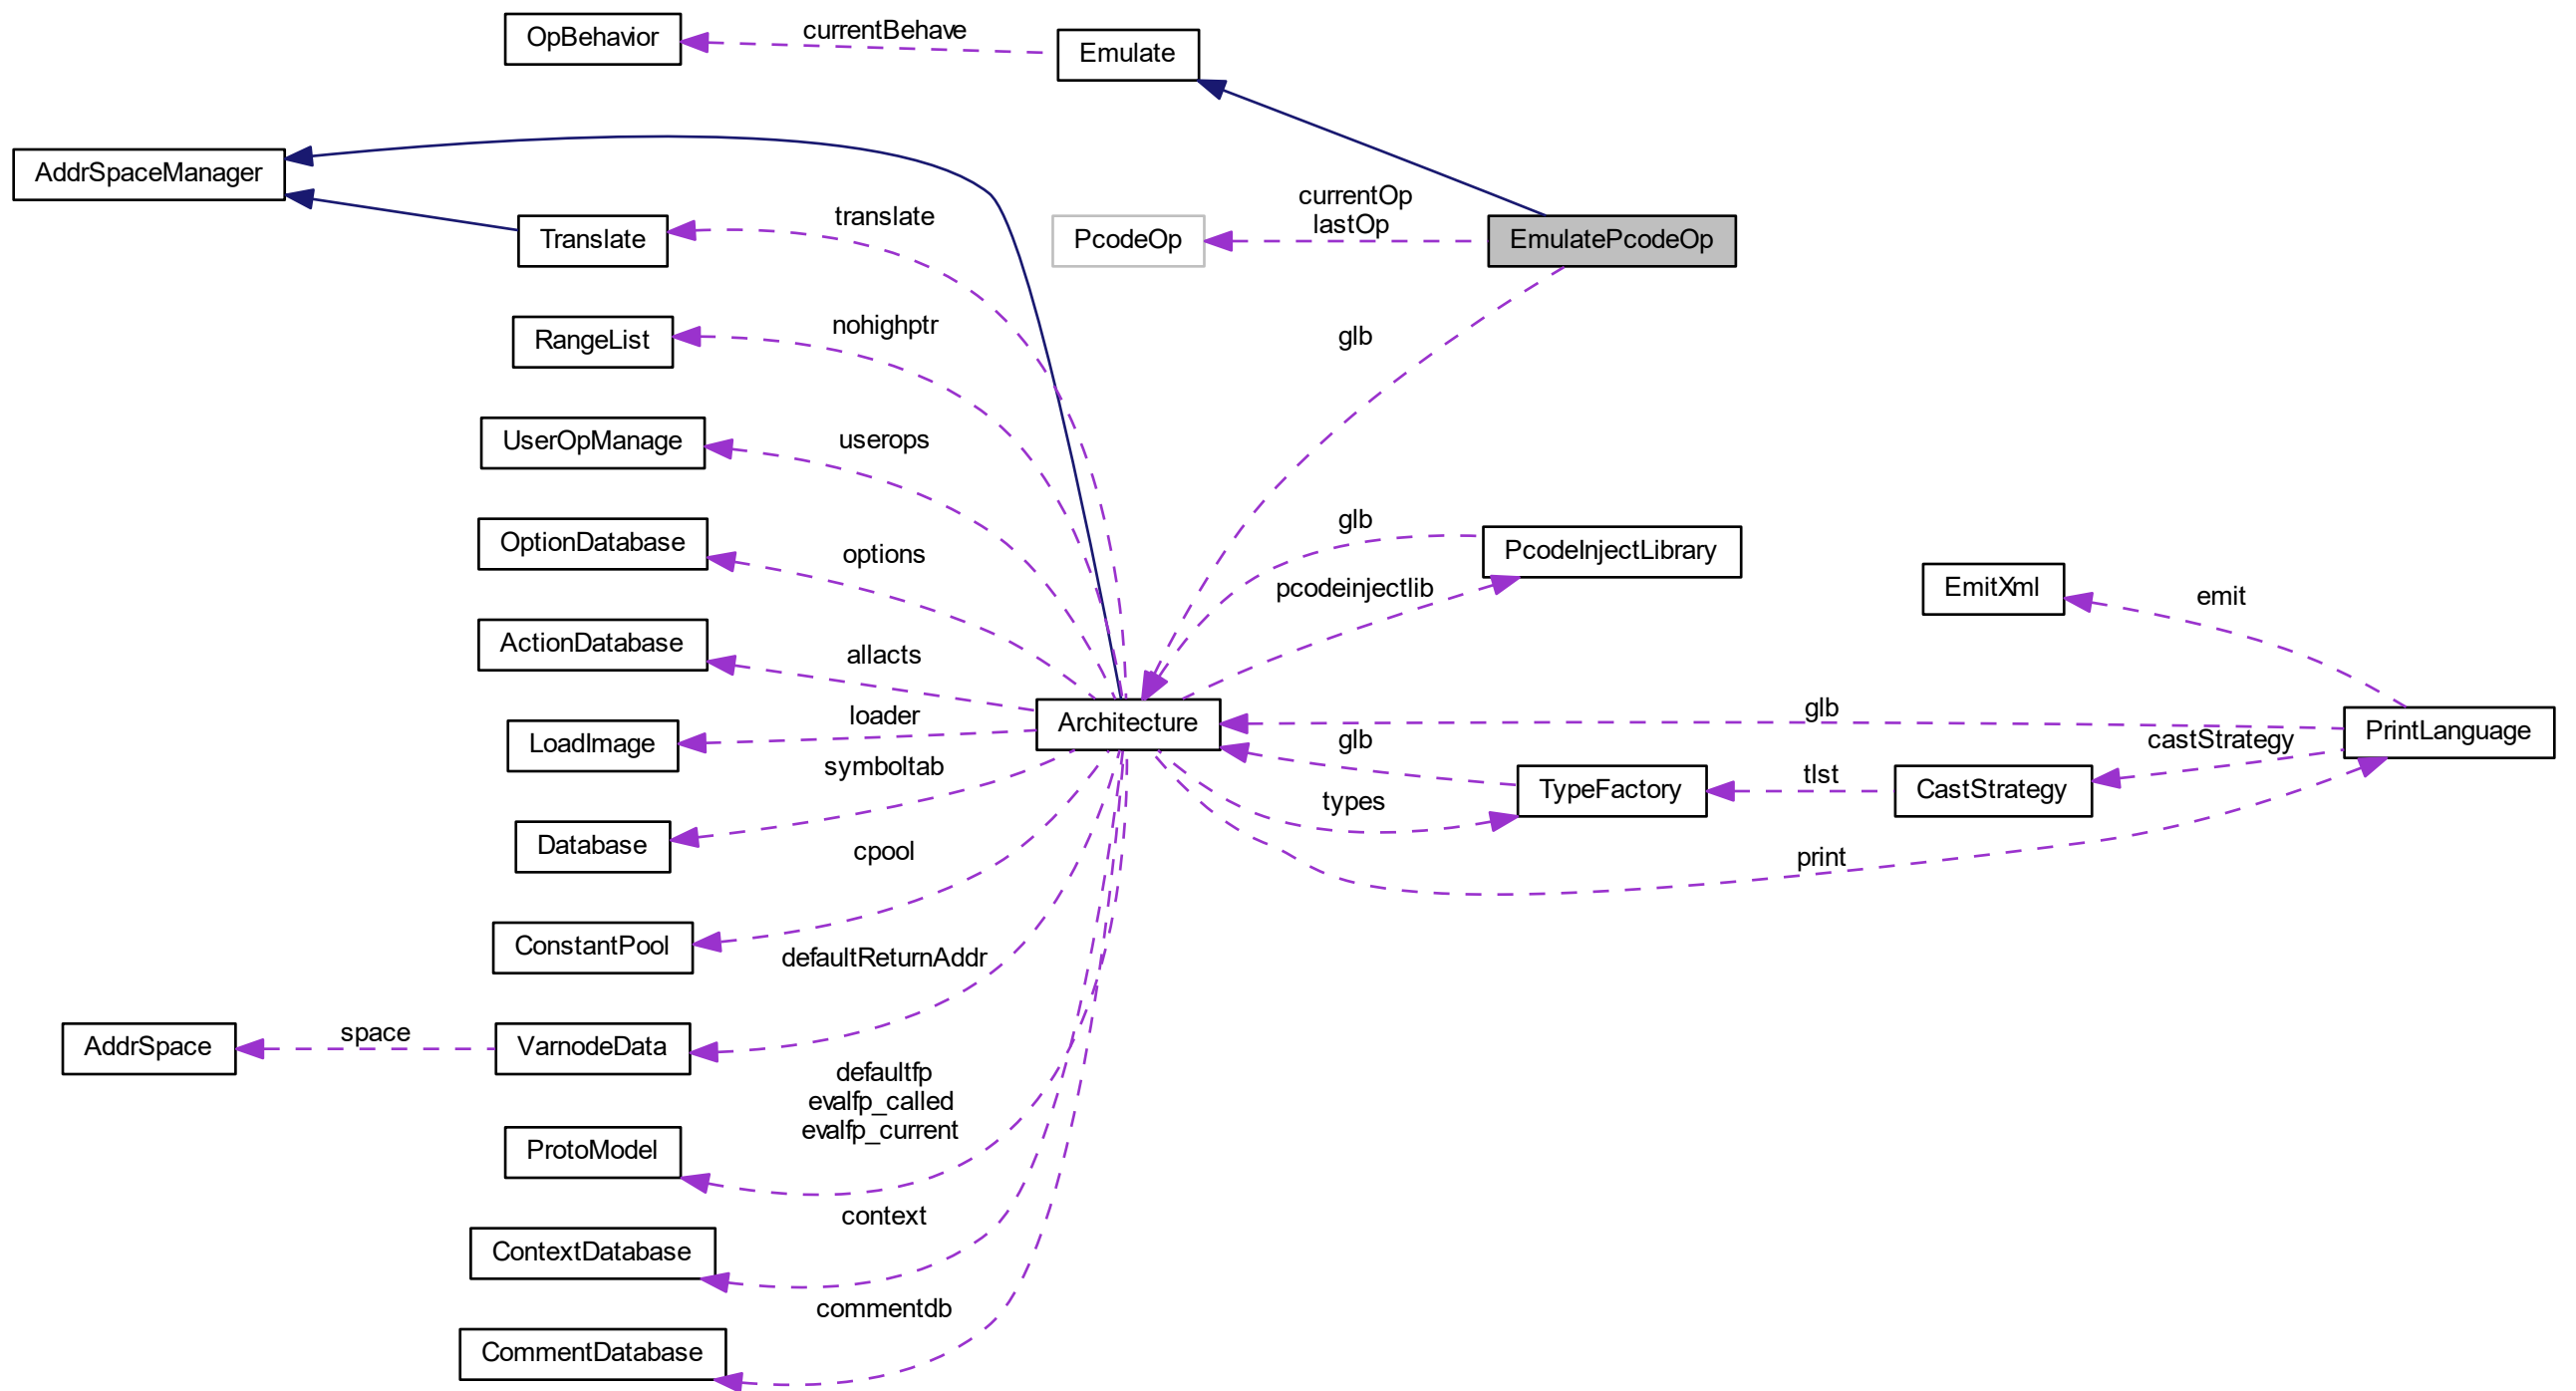 OpBehavior
currentBehave
Emulate
AddrSpaceManager
translate
Translate
currentOp
lastOp
PcodeOp
EmulatePcodeOp
RangeList
nohighptr
glb
UserOpManage
userops
OptionDatabase
options
glb
PcodeInjectLibrary
pcodeinjectlib
EmitXml
emit
ActionDatabase
allacts
LoadImage
loader
Architecture
glb
PrintLanguage
symboltab
glb
castStrategy
tlst
TypeFactory
CastStrategy
types
Database
cpool
print
ConstantPool
defaultReturnAddr
AddrSpace
space
VarnodeData
defaultfp
evalfp_called
evalfp_current
ProtoModel
context
ContextDatabase
commentdb
CommentDatabase